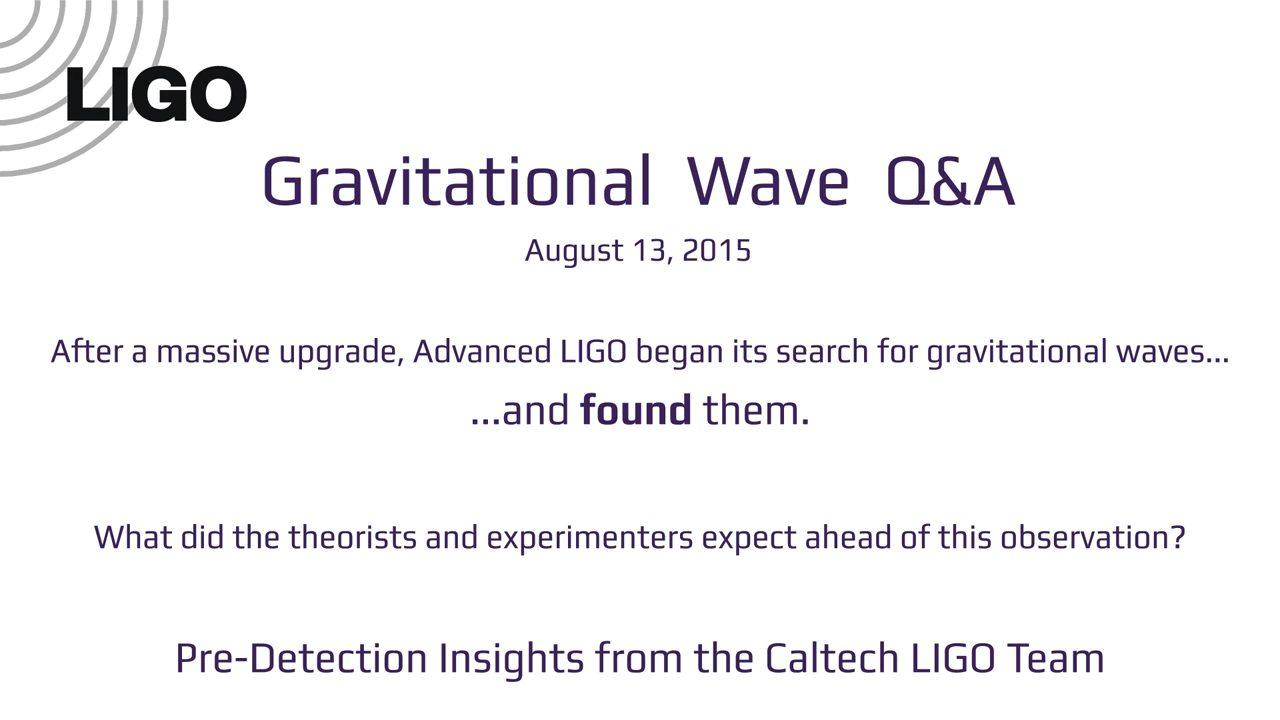 LIGO
Gravitational Wave Q&A
August 13, 2015
After a massive upgrade, Advanced LIGO began its search for gravitational waves...
...and found them.
What did the theorists and experimenters expect ahead of this observation?
Pre-Detection Insights from the Caltech LIGO Team